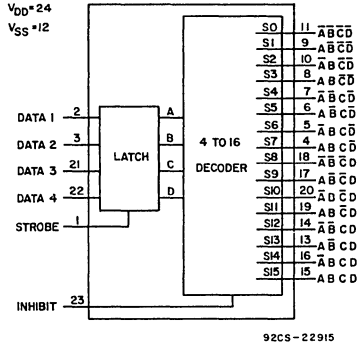 VDD=24
VSS=12
S0 11 A̅B̅C̅D̅
S1 9 AB̅C̅D̅
S2 10 A̅BC̅D̅
S3 8 ABC̅D̅
S4 7 A̅B̅CD̅
S5 6 AB̅CD̅
S6 5 A̅BCD̅
S7 4 ABCD̅
S8 18 A̅B̅C̅D
S9 17 AB̅C̅D
S10 20 A̅DC̅D
S11 19 ABC̅D
S12 14 A̅B̅CD
S13 13 AB̅CD
S14 16 A̅BCD
S15 15 ABCD
DATA 1 2 A
DATA 2 3 B
DATA 3 21 C
DATA 4 22 D
LATCH
4 TO 16
DECODER
STROBE 1
INHIBIT 23
92CS-22915